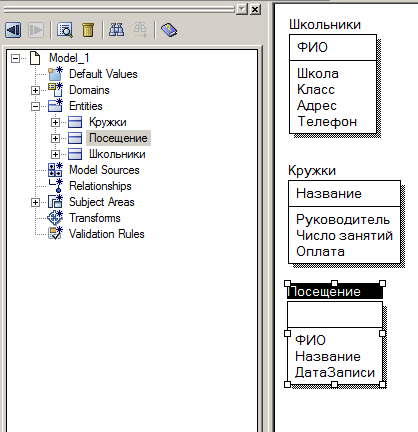 Model_1
Default Values
Domains
Entities
Кружки
Посещение
Школьники
Model Sources
Relationships
Subject Areas
Transforms
Validation Rules
Школьники
ФИО
Школа
Класс
Адрес
Телефон
Кружки
Название
Руководитель
Число занятий
Оплата
Посещение
ФИО
Название
ДатаЗаписи